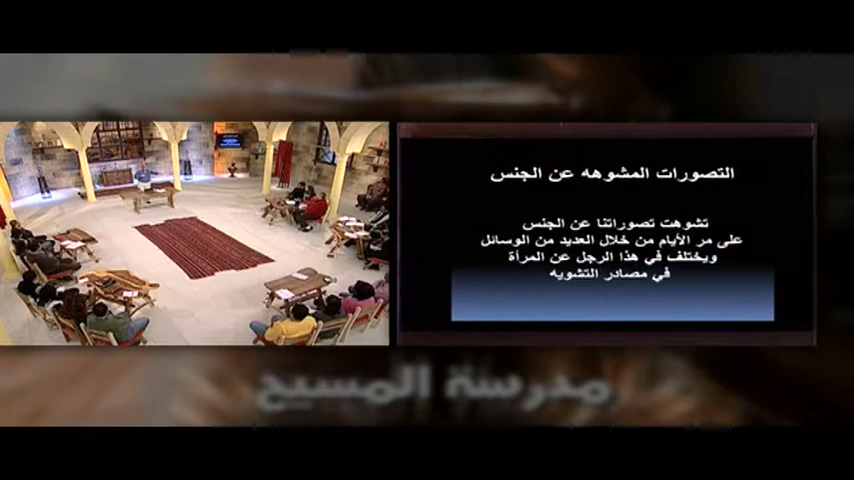 التصورات المشوهه عن الجنس
تشوهت تصوراتنا عن الجنس
على مر الأيام من خلال العديد من الوسائل
ويختلف في هذا الرجل عن المرأة
في مصادر التشويه
مدرسة المسيح